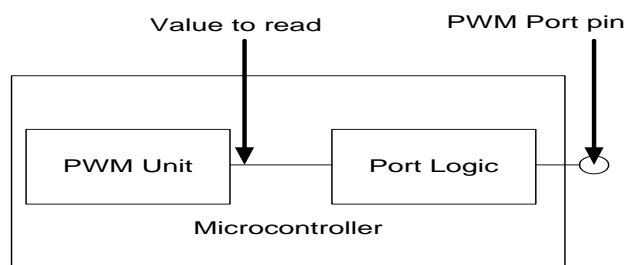 Value to read
PWM Port pin
PWM Unit
Port Logic
Microcontroller